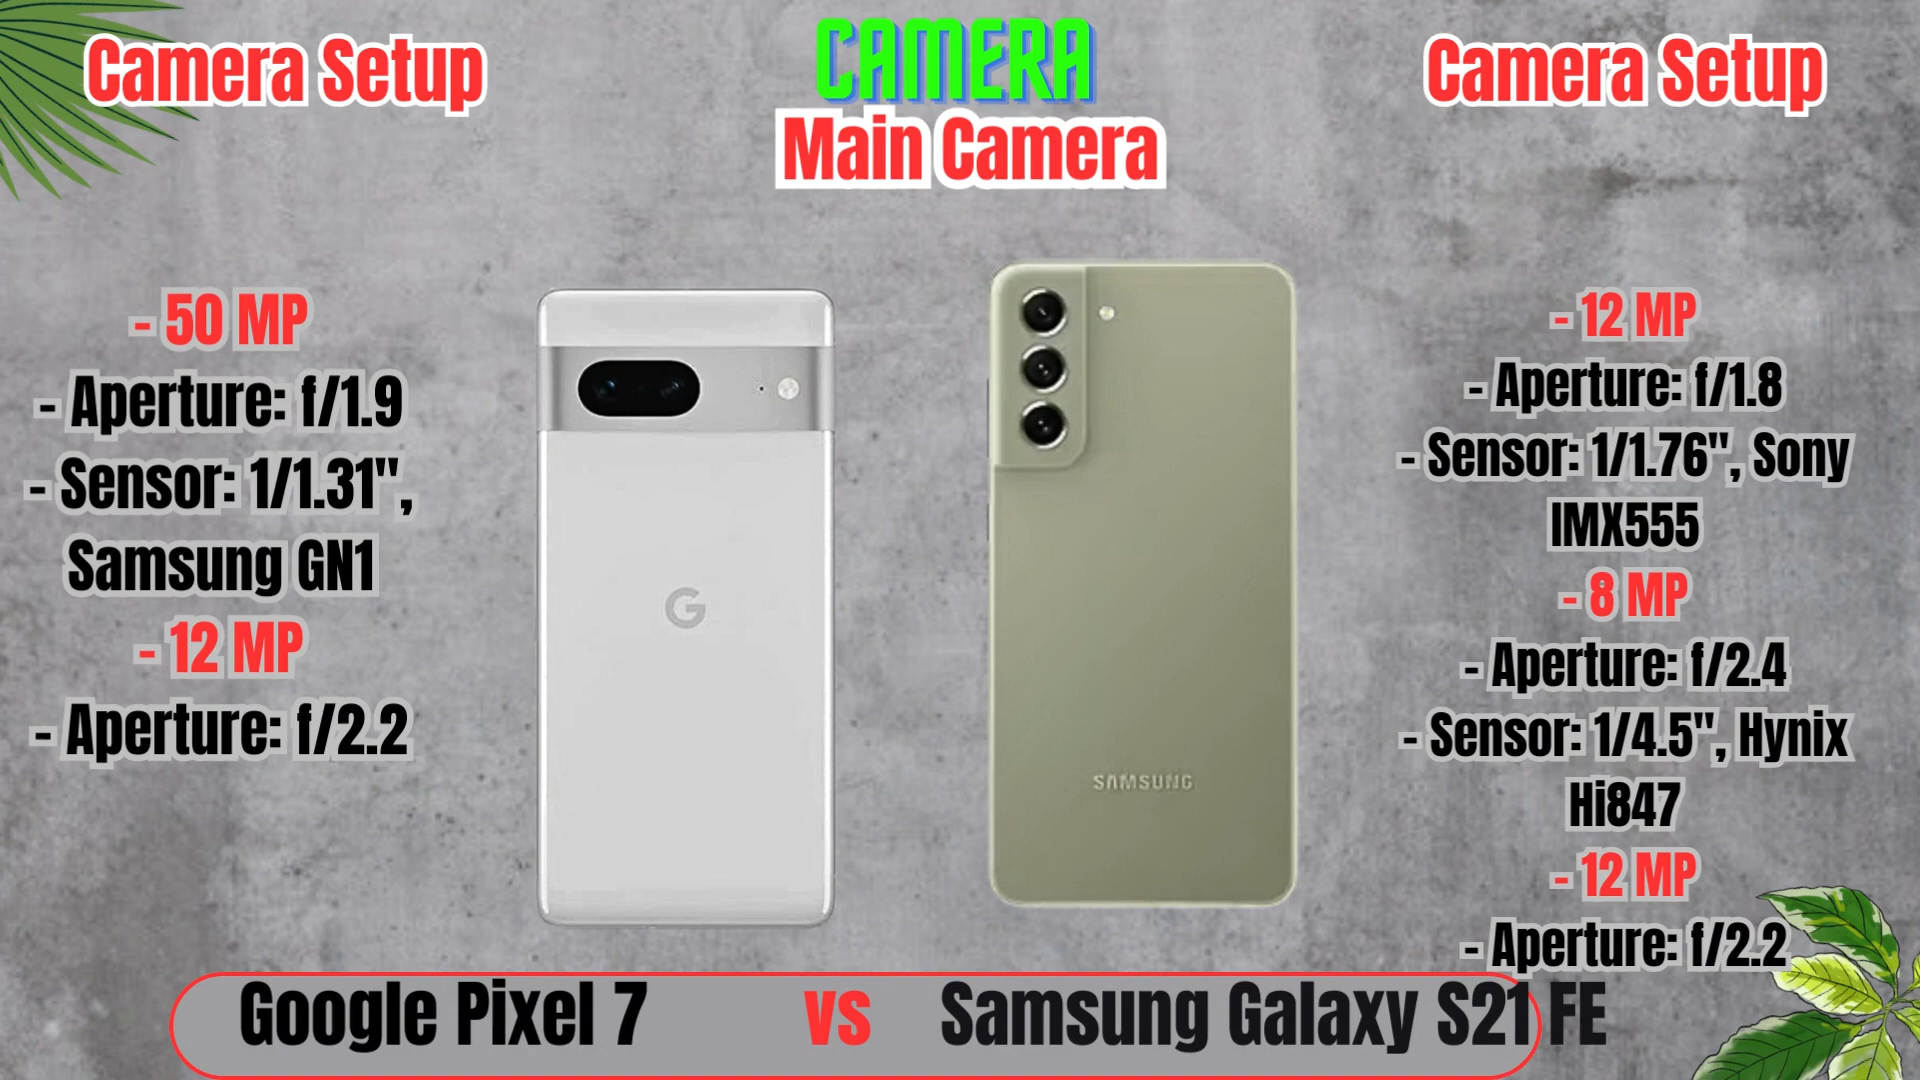 CAMERA
Main Camera
Camera Setup
- 50 MP
- Aperture: f/1.9
- Sensor: 1/1.31",
Samsung GN1
- 12 MP
- Aperture: f/2.2
G
SAMSUNG
Camera Setup
- 12 MP
- Aperture: f/1.8
- Sensor: 1/1.76", Sony
IMX555
- 8 MP
- Aperture: f/2.4
- Sensor: 1/4.5", Hynix
Hi847
- 12 MP
- Aperture: f/2.2
Google Pixel 7 vs Samsung Galaxy S21 FE